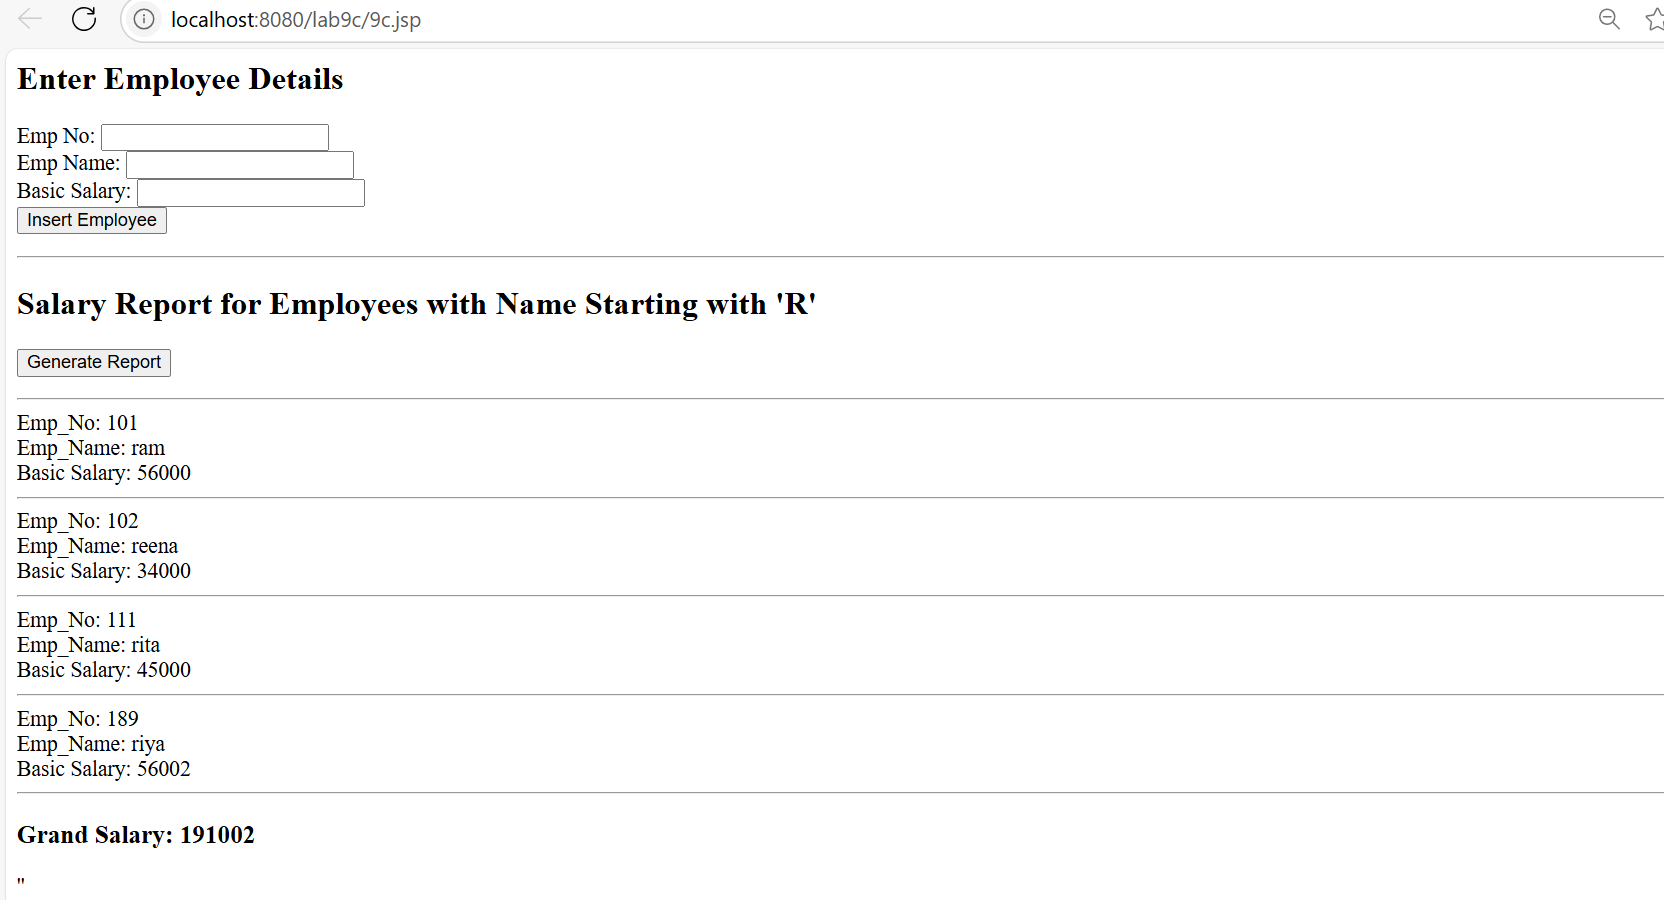 localhost:8080/lab9c/9c.jsp
Enter Employee Details
Emp No:
Emp Name:
Basic Salary:
Insert Employee
Salary Report for Employees with Name Starting with 'R'
Generate Report
Emp_No: 101
Emp_Name: ram
Basic Salary: 56000
Emp_No: 102
Emp_Name: reena
Basic Salary: 34000
Emp_No: 111
Emp_Name: rita
Basic Salary: 45000
Emp_No: 189
Emp_Name: riya
Basic Salary: 56002
Grand Salary: 191002
"